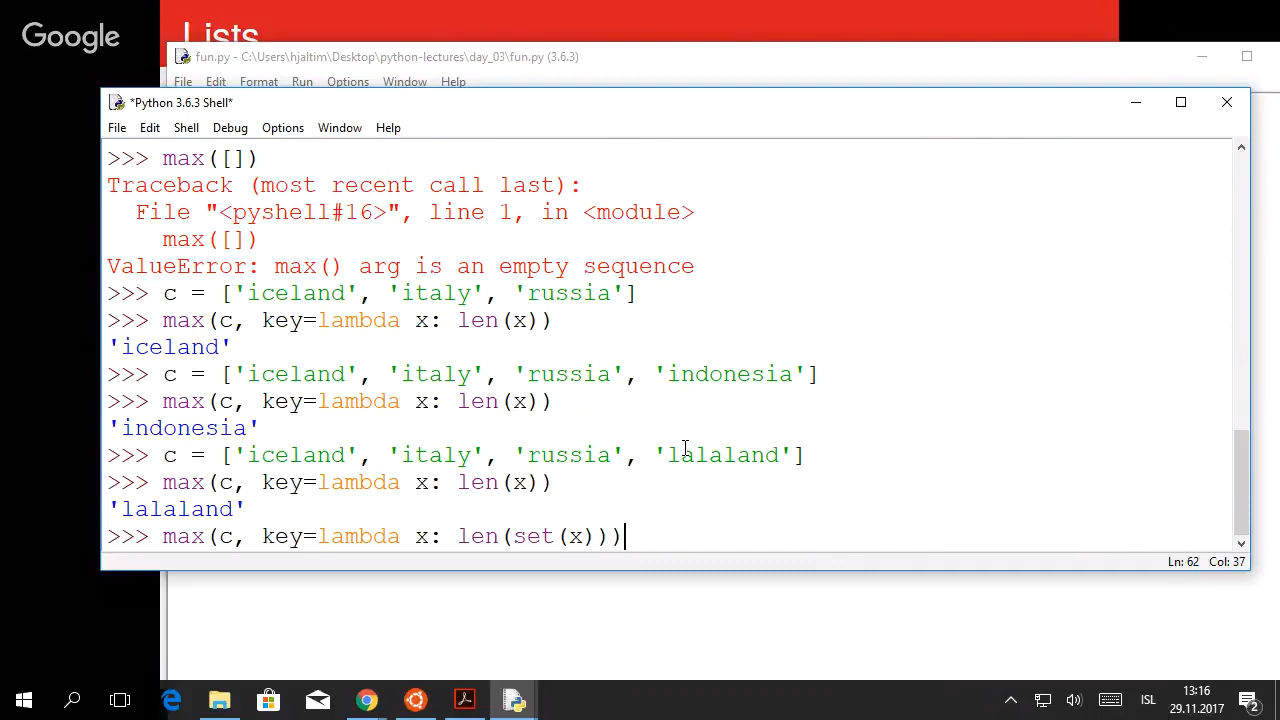 Google
Lists
fun.py - C:\Users\hjaltim\Desktop\python-lectures\day_03\fun.py (3.6.3)
File Edit Format Run Options Window Help
*Python 3.6.3 Shell*
File Edit Shell Debug Options Window Help
>>> max([])
Traceback (most recent call last):
  File "<pyshell#16>", line 1, in <module>
    max([])
ValueError: max() arg is an empty sequence
>>> c = ['iceland', 'italy', 'russia']
>>> max(c, key=lambda x: len(x))
'iceland'
>>> c = ['iceland', 'italy', 'russia', 'indonesia']
>>> max(c, key=lambda x: len(x))
'indonesia'
>>> c = ['iceland', 'italy', 'russia', 'lalaland']
>>> max(c, key=lambda x: len(x))
'lalaland'
>>> max(c, key=lambda x: len(set(x)))
Ln: 62 Col: 37
ÍSL
13:16
29.11.2017
2